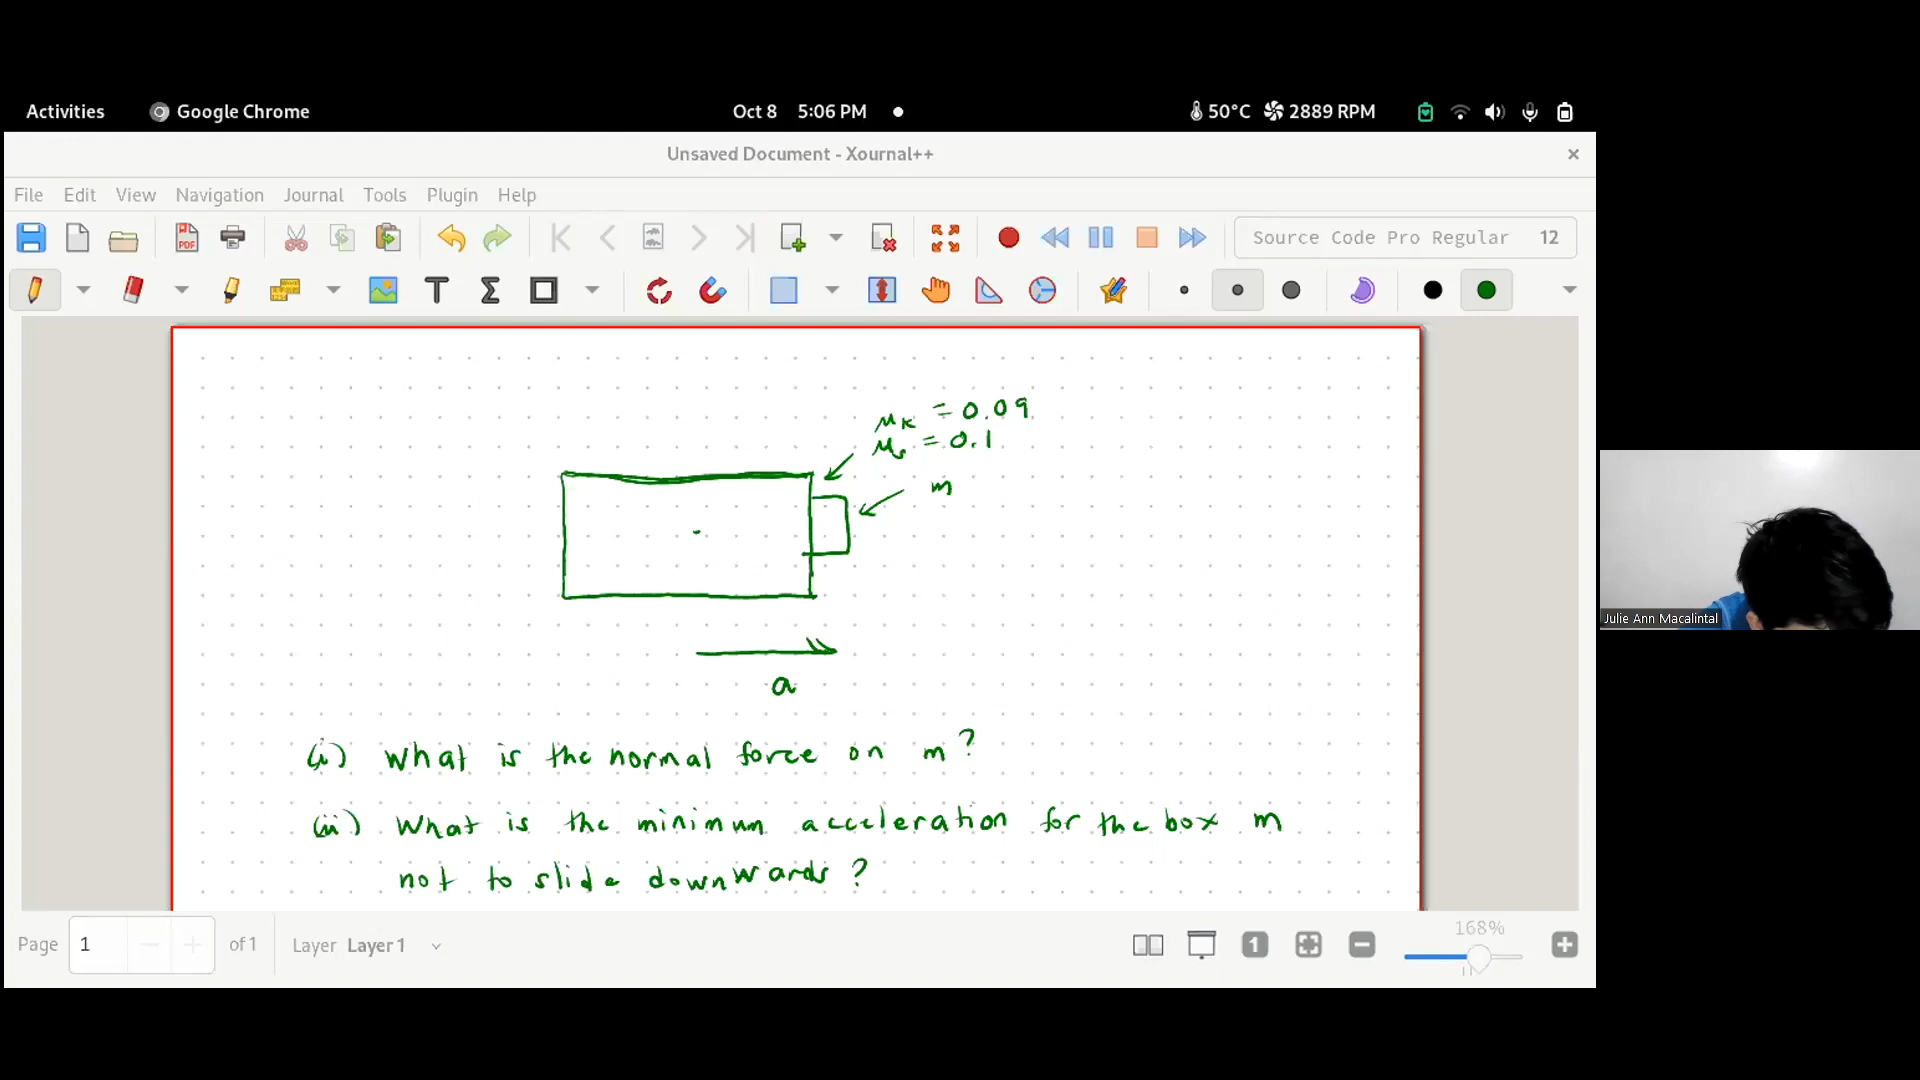 Activities Google Chrome Oct 8 5:06 PM 50°C 2889 RPM
Unsaved Document - Xournal++
File Edit View Navigation Journal Tools Plugin Help
PDF Source Code Pro Regular 12
μk = 0.09
μs = 0.1
m
a
(i) What is the normal force on m?
(ii) What is the minimum acceleration for the box m
not to slide downwards?
Julie Ann Macalintal
Page 1 of 1 Layer Layer 1 1 168%